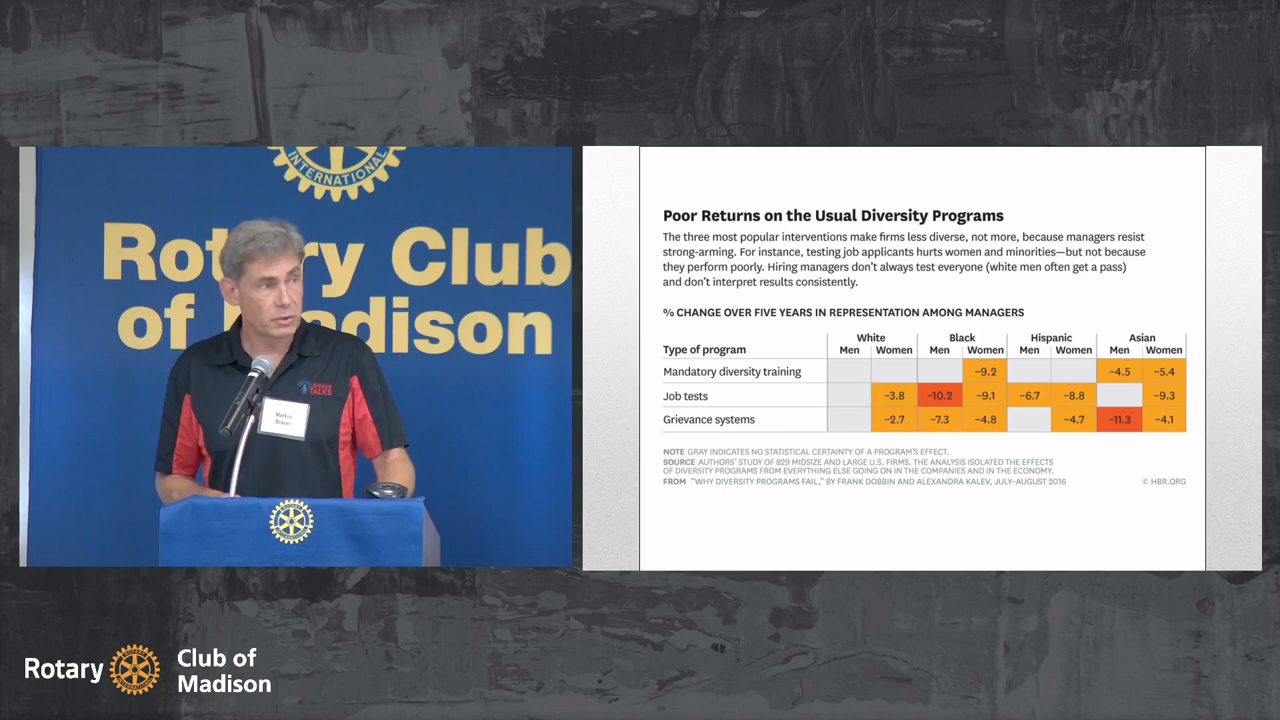 INTERNATIONAL
Rotary Club
of Madison
BADGER
TALKS
Markus
Brauer
Rotary
Club of
Madison
Poor Returns on the Usual Diversity Programs
The three most popular interventions make firms less diverse, not more, because managers resist
strong-arming. For instance, testing job applicants hurts women and minorities—but not because
they perform poorly. Hiring managers don't always test everyone (white men often get a pass)
and don't interpret results consistently.
% CHANGE OVER FIVE YEARS IN REPRESENTATION AMONG MANAGERS
White Black Hispanic Asian
Type of program Men Women Men Women Men Women Men Women
Mandatory diversity training −9.2 −4.5 −5.4
Job tests −3.8 −10.2 −9.1 −6.7 −8.8 −9.3
Grievance systems −2.7 −7.3 −4.8 −4.7 −11.3 −4.1
NOTE GRAY INDICATES NO STATISTICAL CERTAINTY OF A PROGRAM'S EFFECT.
SOURCE AUTHORS' STUDY OF 829 MIDSIZE AND LARGE U.S. FIRMS. THE ANALYSIS ISOLATED THE EFFECTS
OF DIVERSITY PROGRAMS FROM EVERYTHING ELSE GOING ON IN THE COMPANIES AND IN THE ECONOMY.
FROM "WHY DIVERSITY PROGRAMS FAIL," BY FRANK DOBBIN AND ALEXANDRA KALEV, JULY–AUGUST 2016 © HBR.ORG